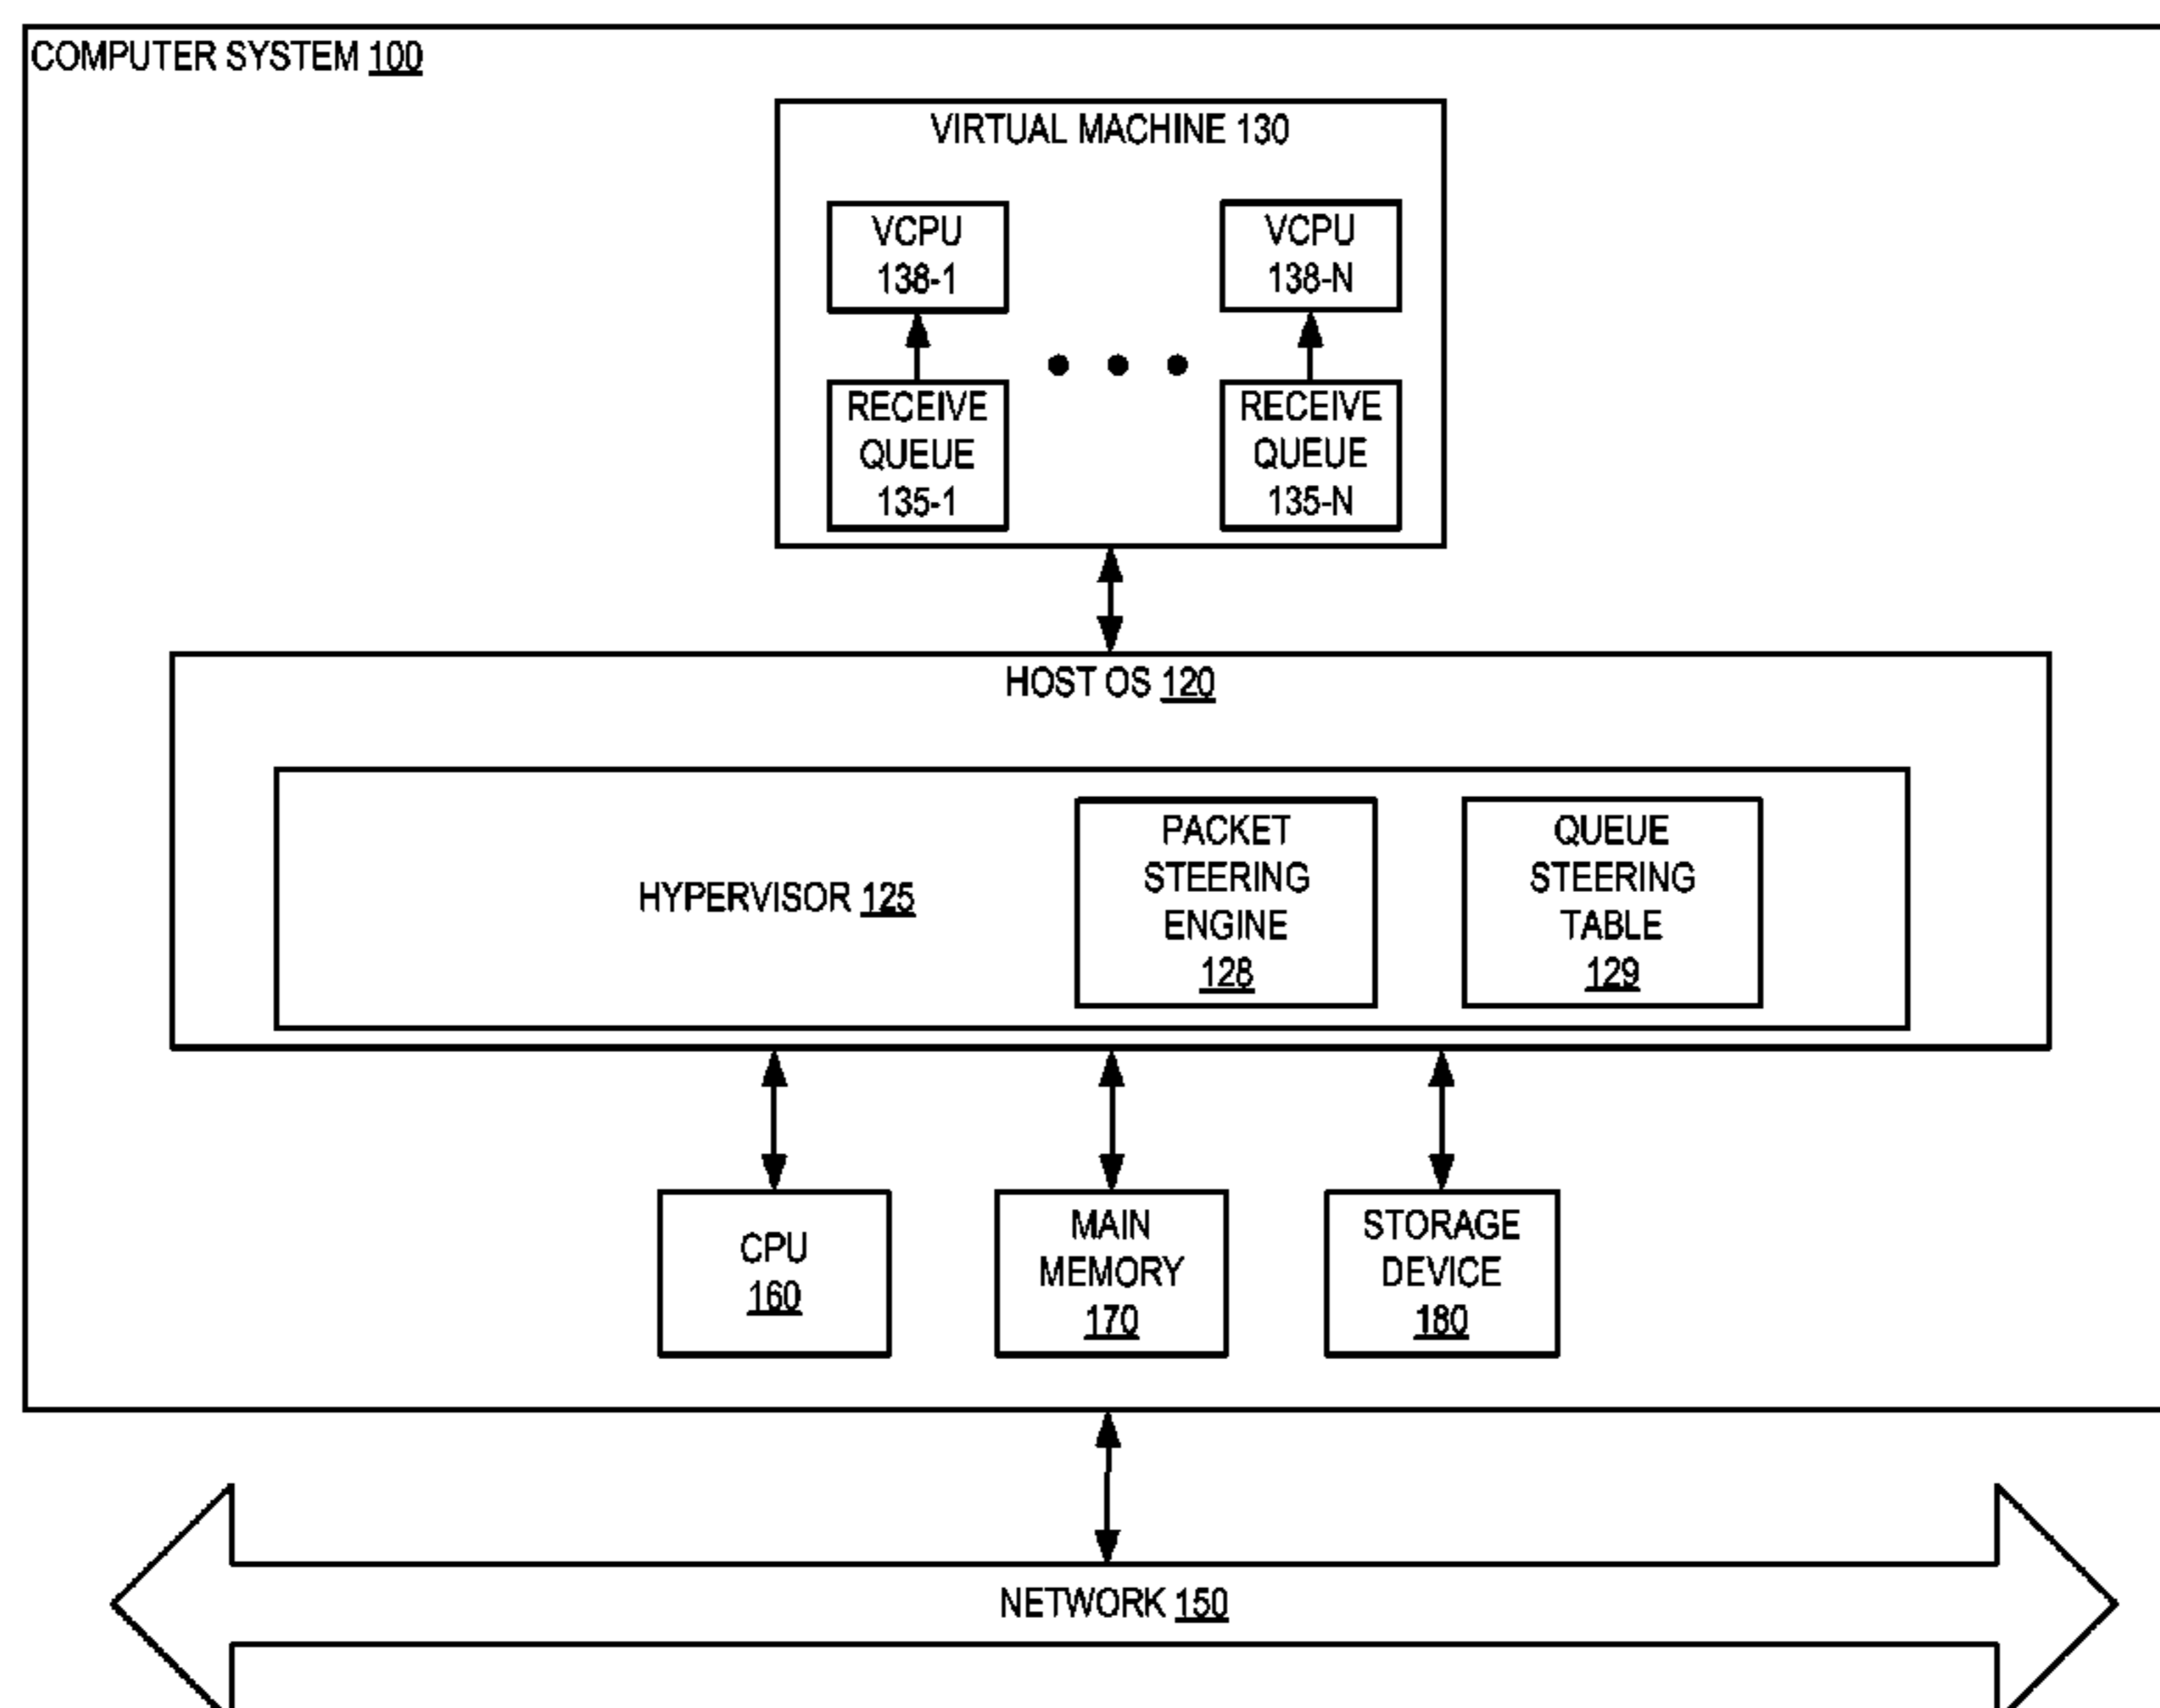 COMPUTER SYSTEM 100
VIRTUAL MACHINE 130
VCPU
138-1
VCPU
138-N
RECEIVE
QUEUE
135-1
RECEIVE
QUEUE
135-N
HOST OS 120
HYPERVISOR 125
PACKET
STEERING
ENGINE
128
QUEUE
STEERING
TABLE
129
CPU
160
MAIN
MEMORY
170
STORAGE
DEVICE
180
NETWORK 150